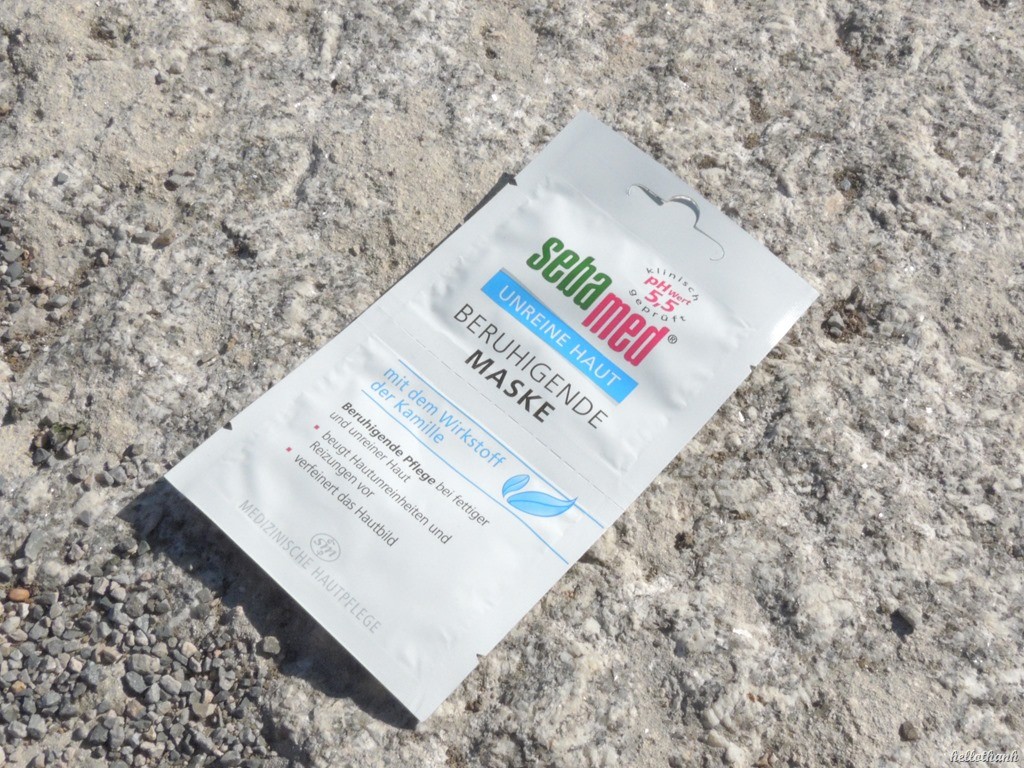 sebamed®
klinisch
pH Wert
5,5
geprüft
UNREINE HAUT
BERUHIGENDE
MASKE
mit dem Wirkstoff
der Kamille
Beruhigende Pflege bei fettiger
und unreiner Haut
• beugt Hautunreinheiten und
Reizungen vor
• verfeinert das Hautbild
MEDIZINISCHE HAUTPFLEGE
hellothanh